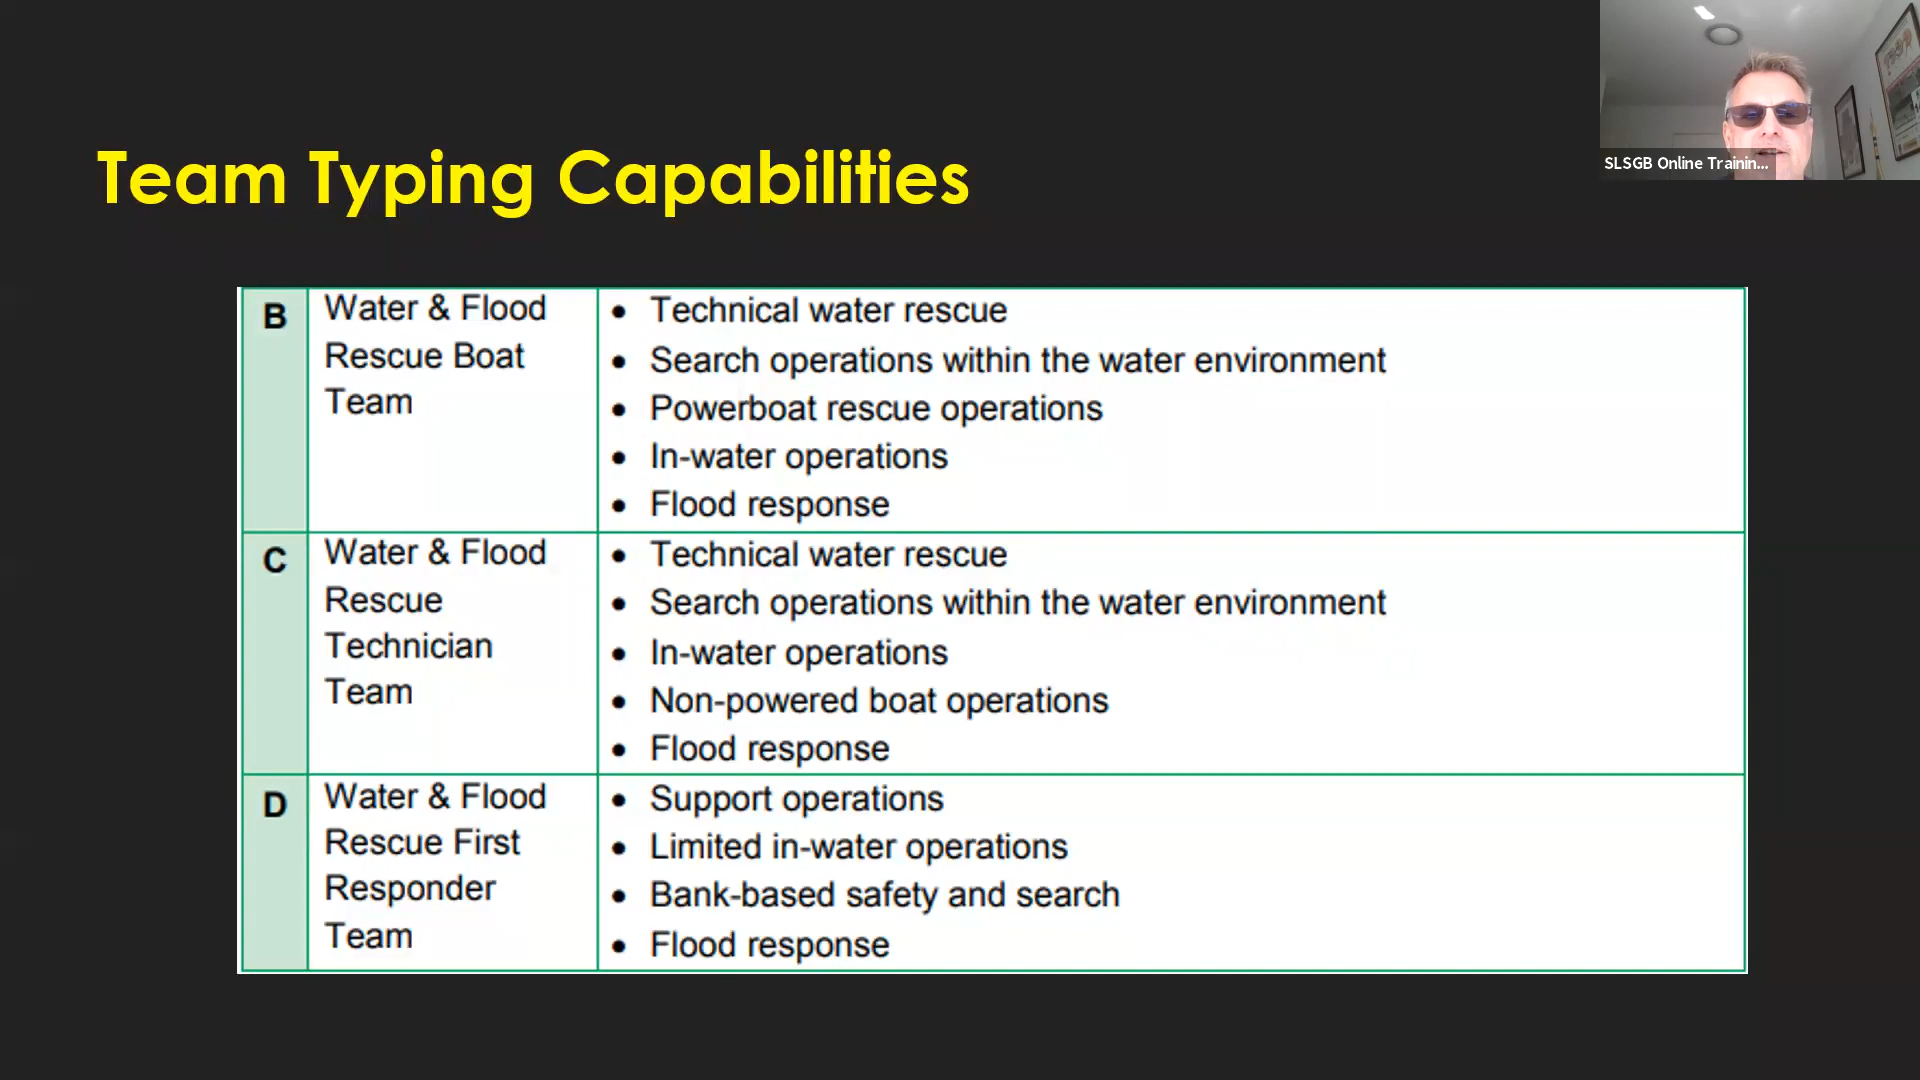 SLSGB Online Trainin...
Team Typing Capabilities
B
Water & Flood
Rescue Boat
Team
• Technical water rescue
• Search operations within the water environment
• Powerboat rescue operations
• In-water operations
• Flood response
C
Water & Flood
Rescue
Technician
Team
• Technical water rescue
• Search operations within the water environment
• In-water operations
• Non-powered boat operations
• Flood response
D
Water & Flood
Rescue First
Responder
Team
• Support operations
• Limited in-water operations
• Bank-based safety and search
• Flood response